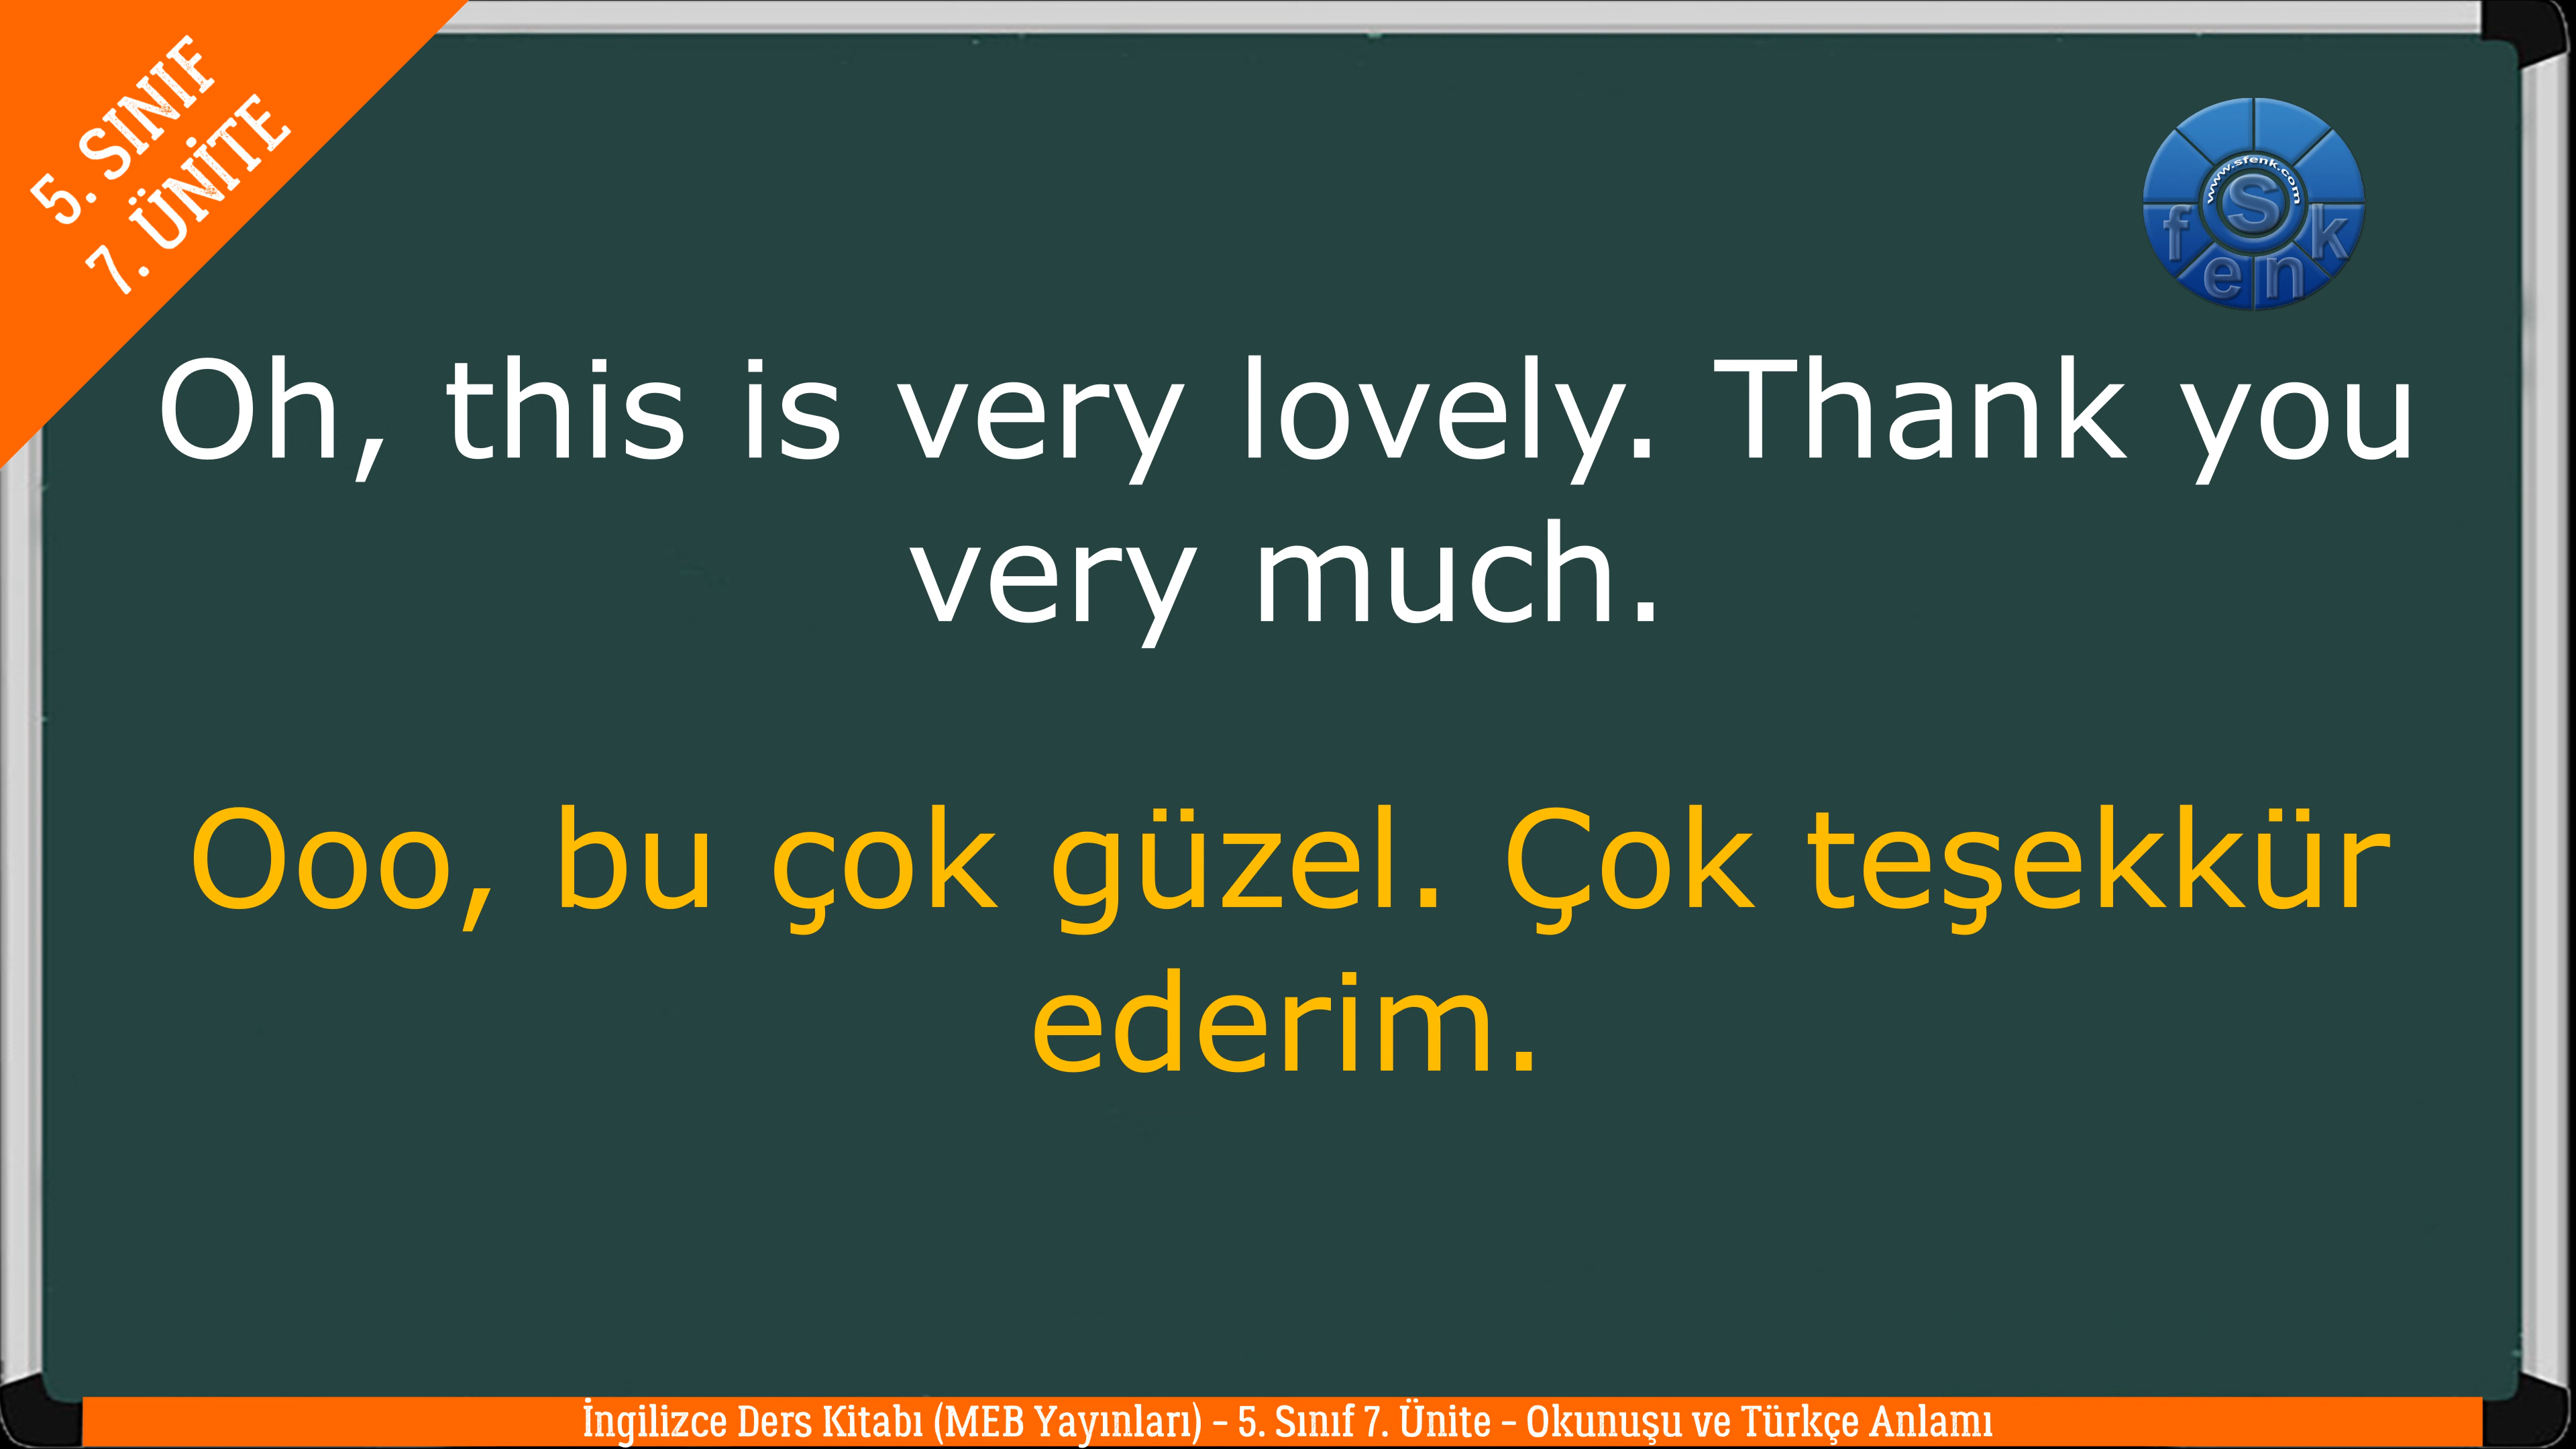 5. SINIF
7. ÜNİTE
www.sfenk.com
S
f e n k
Oh, this is very lovely. Thank you
very much.
Ooo, bu çok güzel. Çok teşekkür
ederim.
İngilizce Ders Kitabı (MEB Yayınları) – 5. Sınıf 7. Ünite – Okunuşu ve Türkçe Anlamı